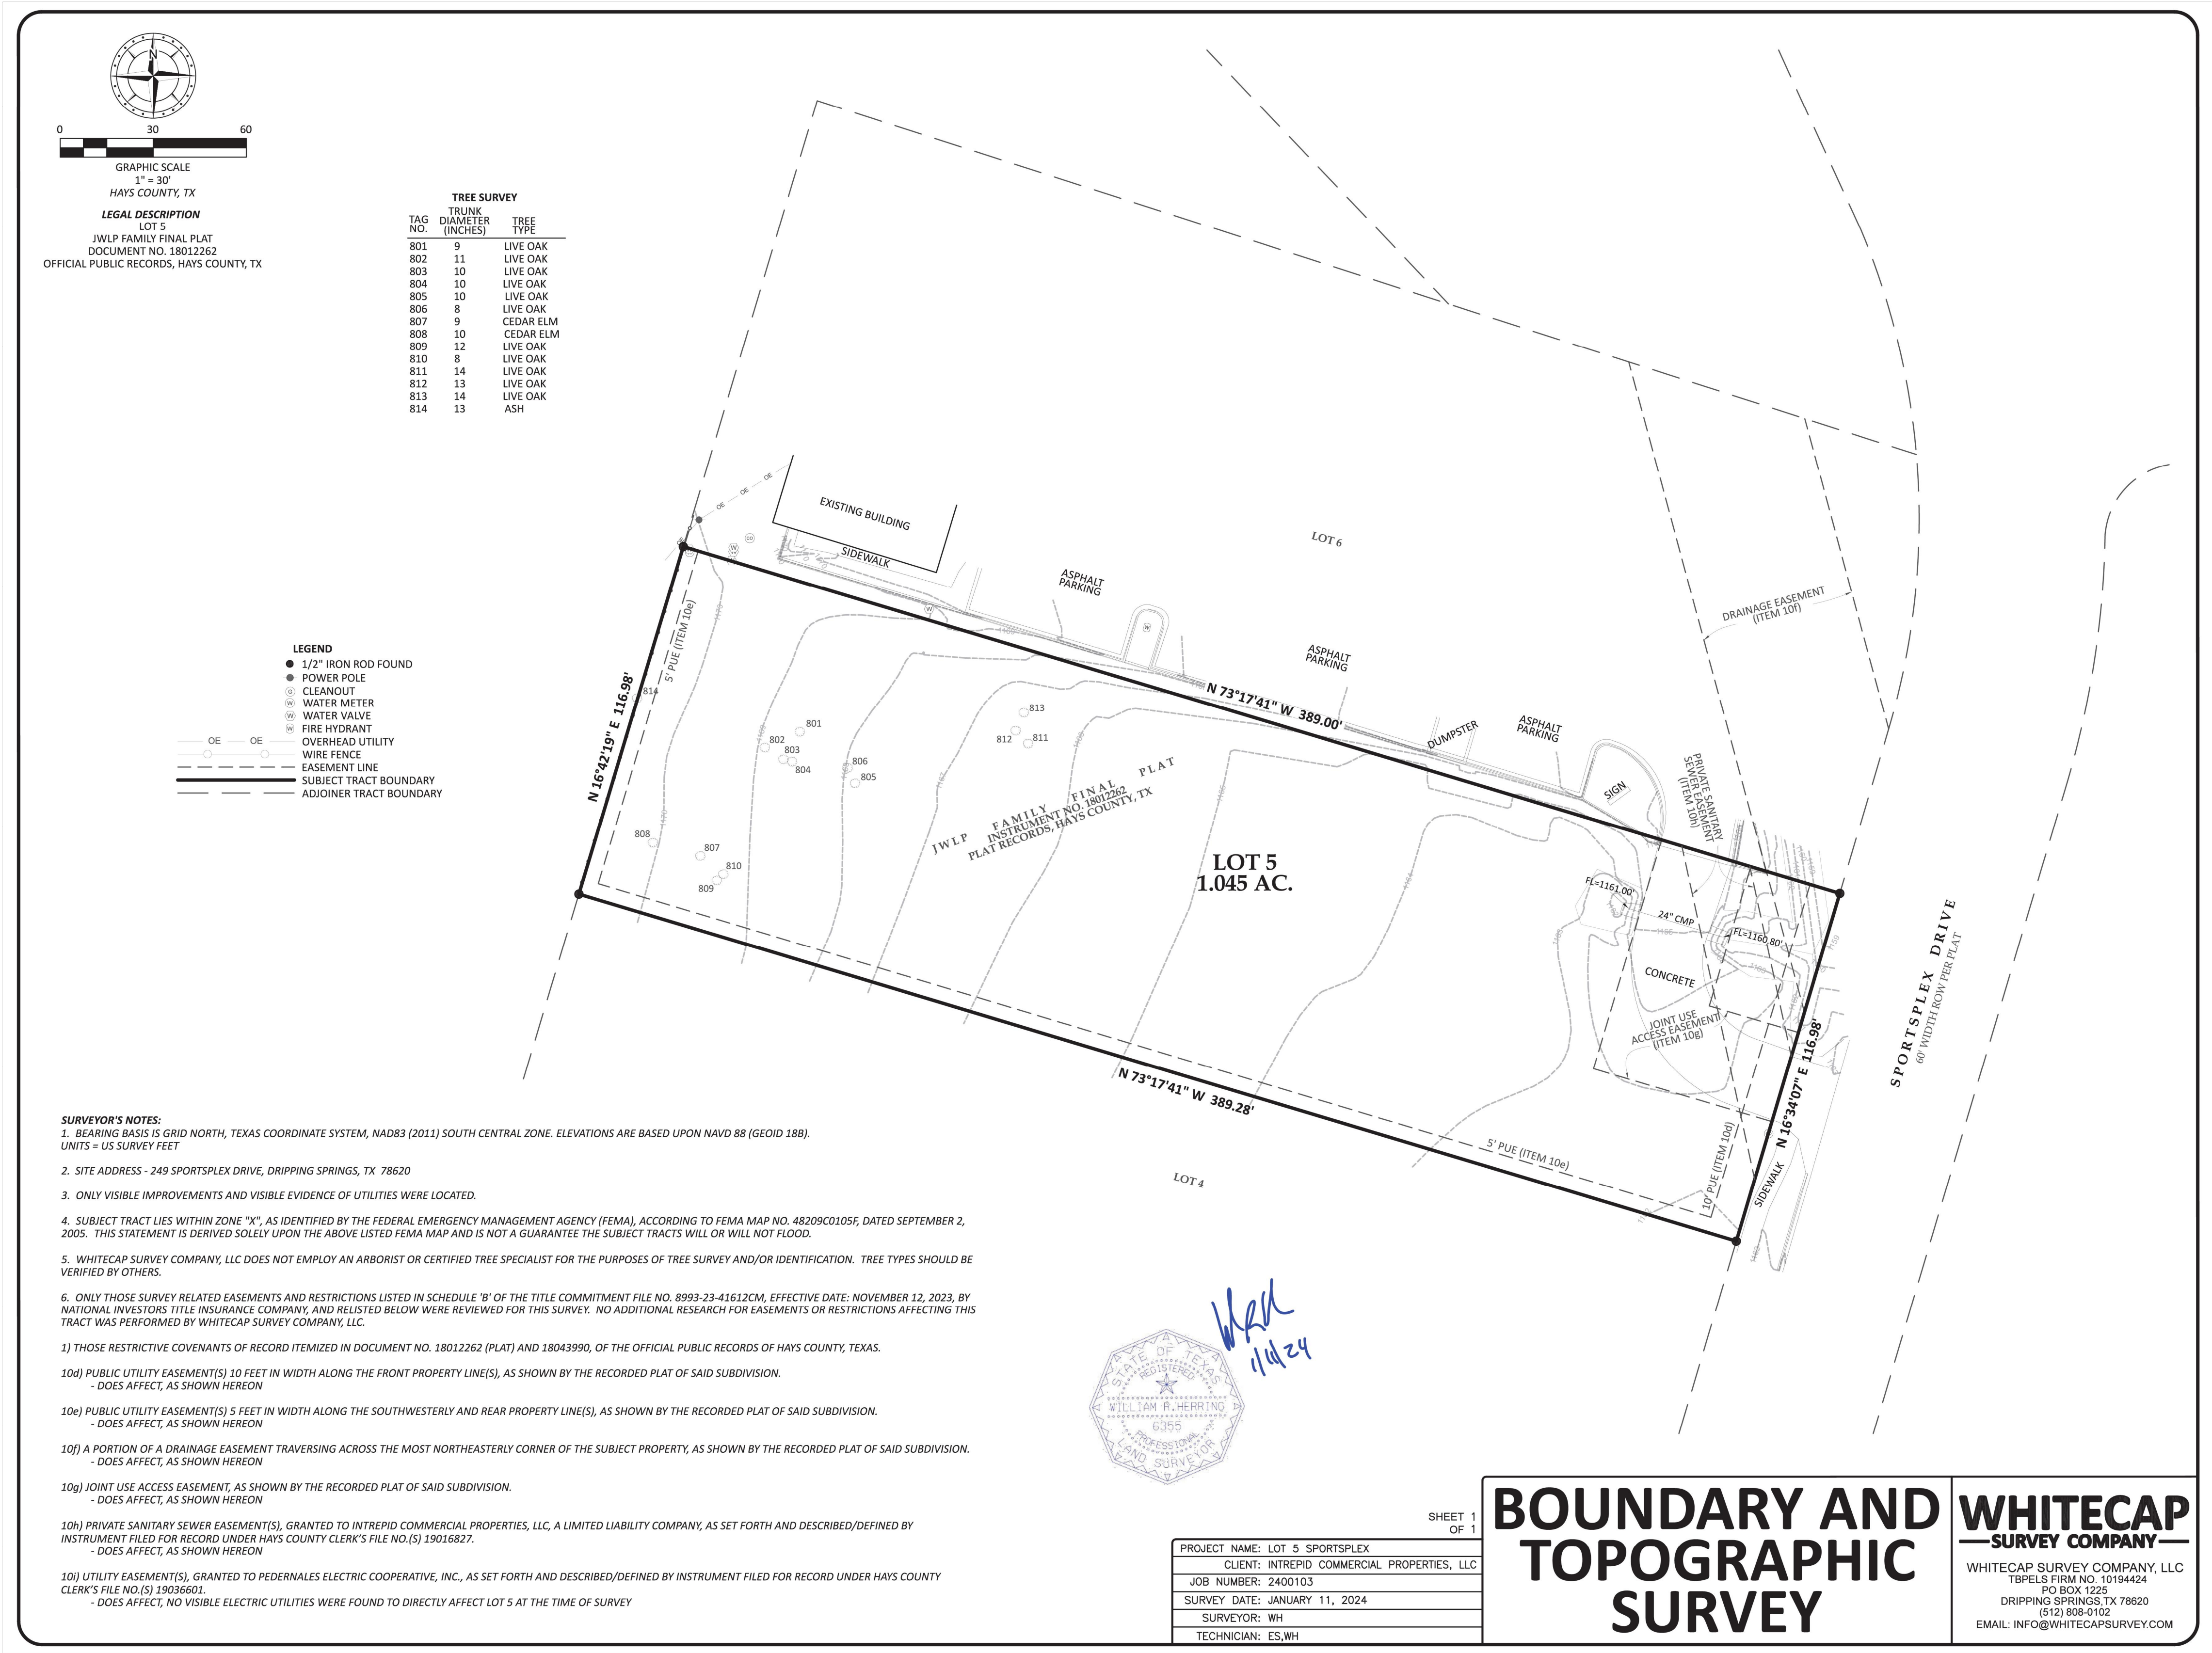 N
0 30 60
GRAPHIC SCALE
1" = 30'
HAYS COUNTY, TX
LEGAL DESCRIPTION
LOT 5
JWLP FAMILY FINAL PLAT
DOCUMENT NO. 18012262
OFFICIAL PUBLIC RECORDS, HAYS COUNTY, TX
TREE SURVEY
TAG NO. TRUNK DIAMETER (INCHES) TREE TYPE
801 9 LIVE OAK
802 11 LIVE OAK
803 10 LIVE OAK
804 10 LIVE OAK
805 10 LIVE OAK
806 8 LIVE OAK
807 9 CEDAR ELM
808 10 CEDAR ELM
809 12 LIVE OAK
810 8 LIVE OAK
811 14 LIVE OAK
812 13 LIVE OAK
813 14 LIVE OAK
814 13 ASH
LEGEND
1/2" IRON ROD FOUND
POWER POLE
CLEANOUT
W WATER METER
W WATER VALVE
W FIRE HYDRANT
OE OE OVERHEAD UTILITY
WIRE FENCE
EASEMENT LINE
SUBJECT TRACT BOUNDARY
ADJOINER TRACT BOUNDARY
OE OE OE
EXISTING BUILDING
SIDEWALK
ASPHALT
PARKING
LOT 6
ASPHALT
PARKING
DRAINAGE EASEMENT
(ITEM 10f)
N 73°17'41" W 389.00'
DUMPSTER
ASPHALT
PARKING
SIGN
PRIVATE SANITARY
SEWER EASEMENT
(ITEM 10h)
N 16°42'19" E 116.98'
5' PUE (ITEM 10e)
814
801
802
803
804
806
805
813
812
811
808
807
810
809
JWLP FAMILY FINAL PLAT
INSTRUMENT NO. 18012262
PLAT RECORDS, HAYS COUNTY, TX
LOT 5
1.045 AC.
FL=1161.00'
24" CMP
FL=1160.80'
CONCRETE
JOINT USE
ACCESS EASEMENT
(ITEM 10g)
SPORTSPLEX DRIVE
60' WIDTH ROW PER PLAT
N 16°34'07" E 116.98'
N 73°17'41" W 389.28'
5' PUE (ITEM 10e)
10' PUE (ITEM 10d)
SIDEWALK
LOT 4
SURVEYOR'S NOTES:
1. BEARING BASIS IS GRID NORTH, TEXAS COORDINATE SYSTEM, NAD83 (2011) SOUTH CENTRAL ZONE. ELEVATIONS ARE BASED UPON NAVD 88 (GEOID 18B).
UNITS = US SURVEY FEET
2. SITE ADDRESS - 249 SPORTSPLEX DRIVE, DRIPPING SPRINGS, TX 78620
3. ONLY VISIBLE IMPROVEMENTS AND VISIBLE EVIDENCE OF UTILITIES WERE LOCATED.
4. SUBJECT TRACT LIES WITHIN ZONE "X", AS IDENTIFIED BY THE FEDERAL EMERGENCY MANAGEMENT AGENCY (FEMA), ACCORDING TO FEMA MAP NO. 48209C0105F, DATED SEPTEMBER 2,
2005. THIS STATEMENT IS DERIVED SOLELY UPON THE ABOVE LISTED FEMA MAP AND IS NOT A GUARANTEE THE SUBJECT TRACTS WILL OR WILL NOT FLOOD.
5. WHITECAP SURVEY COMPANY, LLC DOES NOT EMPLOY AN ARBORIST OR CERTIFIED TREE SPECIALIST FOR THE PURPOSES OF TREE SURVEY AND/OR IDENTIFICATION. TREE TYPES SHOULD BE
VERIFIED BY OTHERS.
6. ONLY THOSE SURVEY RELATED EASEMENTS AND RESTRICTIONS LISTED IN SCHEDULE 'B' OF THE TITLE COMMITMENT FILE NO. 8993-23-41612CM, EFFECTIVE DATE: NOVEMBER 12, 2023, BY
NATIONAL INVESTORS TITLE INSURANCE COMPANY, AND RELISTED BELOW WERE REVIEWED FOR THIS SURVEY. NO ADDITIONAL RESEARCH FOR EASEMENTS OR RESTRICTIONS AFFECTING THIS
TRACT WAS PERFORMED BY WHITECAP SURVEY COMPANY, LLC.
1) THOSE RESTRICTIVE COVENANTS OF RECORD ITEMIZED IN DOCUMENT NO. 18012262 (PLAT) AND 18043990, OF THE OFFICIAL PUBLIC RECORDS OF HAYS COUNTY, TEXAS.
10d) PUBLIC UTILITY EASEMENT(S) 10 FEET IN WIDTH ALONG THE FRONT PROPERTY LINE(S), AS SHOWN BY THE RECORDED PLAT OF SAID SUBDIVISION.
- DOES AFFECT, AS SHOWN HEREON
10e) PUBLIC UTILITY EASEMENT(S) 5 FEET IN WIDTH ALONG THE SOUTHWESTERLY AND REAR PROPERTY LINE(S), AS SHOWN BY THE RECORDED PLAT OF SAID SUBDIVISION.
- DOES AFFECT, AS SHOWN HEREON
10f) A PORTION OF A DRAINAGE EASEMENT TRAVERSING ACROSS THE MOST NORTHEASTERLY CORNER OF THE SUBJECT PROPERTY, AS SHOWN BY THE RECORDED PLAT OF SAID SUBDIVISION.
- DOES AFFECT, AS SHOWN HEREON
10g) JOINT USE ACCESS EASEMENT, AS SHOWN BY THE RECORDED PLAT OF SAID SUBDIVISION.
- DOES AFFECT, AS SHOWN HEREON
10h) PRIVATE SANITARY SEWER EASEMENT(S), GRANTED TO INTREPID COMMERCIAL PROPERTIES, LLC, A LIMITED LIABILITY COMPANY, AS SET FORTH AND DESCRIBED/DEFINED BY
INSTRUMENT FILED FOR RECORD UNDER HAYS COUNTY CLERK'S FILE NO.(S) 19016827.
- DOES AFFECT, AS SHOWN HEREON
10i) UTILITY EASEMENT(S), GRANTED TO PEDERNALES ELECTRIC COOPERATIVE, INC., AS SET FORTH AND DESCRIBED/DEFINED BY INSTRUMENT FILED FOR RECORD UNDER HAYS COUNTY
CLERK'S FILE NO.(S) 19036601.
- DOES AFFECT, NO VISIBLE ELECTRIC UTILITIES WERE FOUND TO DIRECTLY AFFECT LOT 5 AT THE TIME OF SURVEY
1/11/24
STATE OF TEXAS
REGISTERED
WILLIAM R. HERRING
6355
PROFESSIONAL
LAND SURVEYOR
SHEET 1
OF 1
PROJECT NAME: LOT 5 SPORTSPLEX
CLIENT: INTREPID COMMERCIAL PROPERTIES, LLC
JOB NUMBER: 2400103
SURVEY DATE: JANUARY 11, 2024
SURVEYOR: WH
TECHNICIAN: ES,WH
BOUNDARY AND
TOPOGRAPHIC
SURVEY
WHITECAP
SURVEY COMPANY
WHITECAP SURVEY COMPANY, LLC
TBPELS FIRM NO. 10194424
PO BOX 1225
DRIPPING SPRINGS,TX 78620
(512) 808-0102
EMAIL: INFO@WHITECAPSURVEY.COM